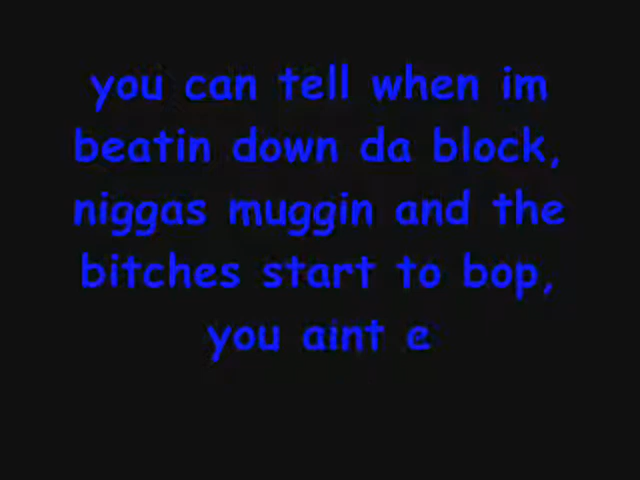 you can tell when im
beatin down da block,
niggas muggin and the
bitches start to bop,
you aint e